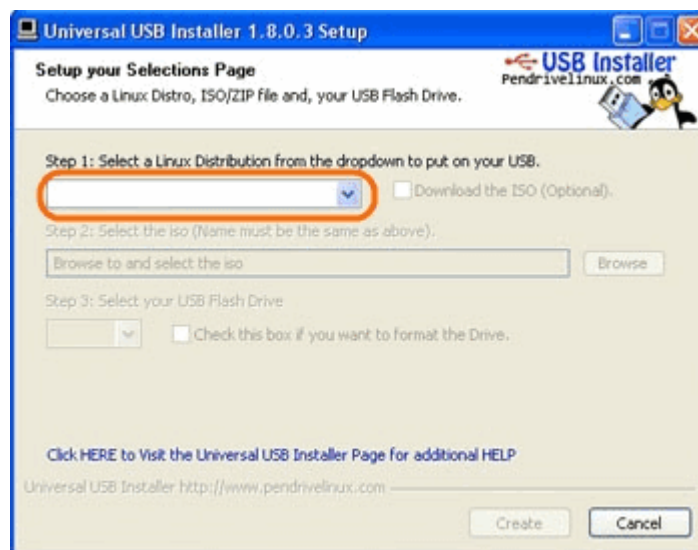 Universal USB Installer 1.8.0.3 Setup
Setup your Selections Page
Choose a Linux Distro, ISO/ZIP file and, your USB Flash Drive.
USB Installer
Pendrivelinux.com
Step 1: Select a Linux Distribution from the dropdown to put on your USB.
Download the ISO (Optional).
Step 2: Select the iso (Name must be the same as above).
Browse to and select the iso
Browse
Step 3: Select your USB Flash Drive
Check this box if you want to format the Drive.
Click HERE to Visit the Universal USB Installer Page for additional HELP
Universal USB Installer http://www.pendrivelinux.com
Create
Cancel